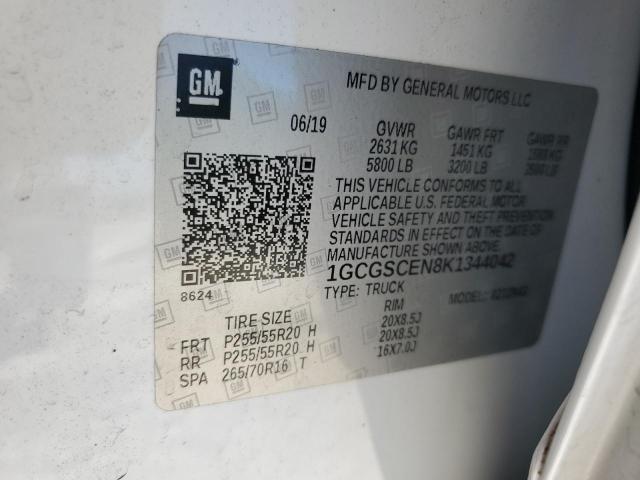 GM
MFD BY GENERAL MOTORS LLC
06/19
GVWR GAWR FRT GAWR RR
2631 KG 1451 KG
5800 LB 3200 LB
THIS VEHICLE CONFORMS TO ALL
APPLICABLE U.S. FEDERAL MOTOR
VEHICLE SAFETY AND THEFT PREVENTION
STANDARDS IN EFFECT ON THE DATE OF
MANUFACTURE SHOWN ABOVE.
1GCGSCEN8K1344042
TYPE: TRUCK MODEL:
8624
TIRE SIZE RIM
FRT P255/55R20 H 20X8.5J
RR P255/55R20 H 20X8.5J
SPA 265/70R16 T 16X7.0J